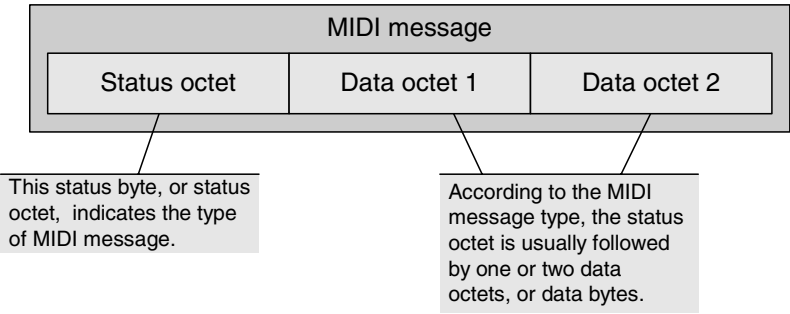 MIDI message
Status octet
Data octet 1
Data octet 2
This status byte, or status
octet, indicates the type
of MIDI message.
According to the MIDI
message type, the status
octet is usually followed
by one or two data
octets, or data bytes.